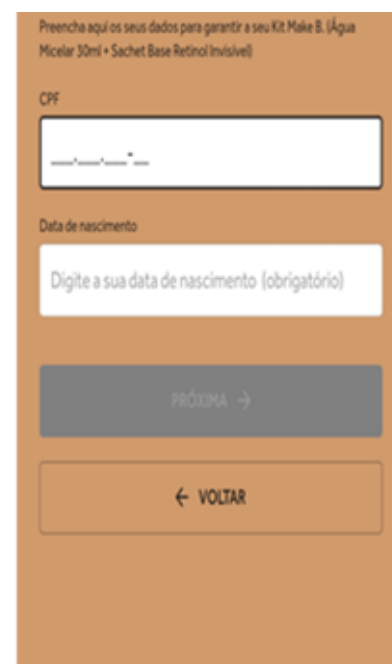 Preencha aqui os seus dados para garantir a seu Kit Make B. (Água
Micelar 30ml + Sachet Base Retinol Invisível)
CPF
___.___.___-__
Data de nascimento
Digite a sua data de nascimento (obrigatório)
PRÓXIMA →
← VOLTAR